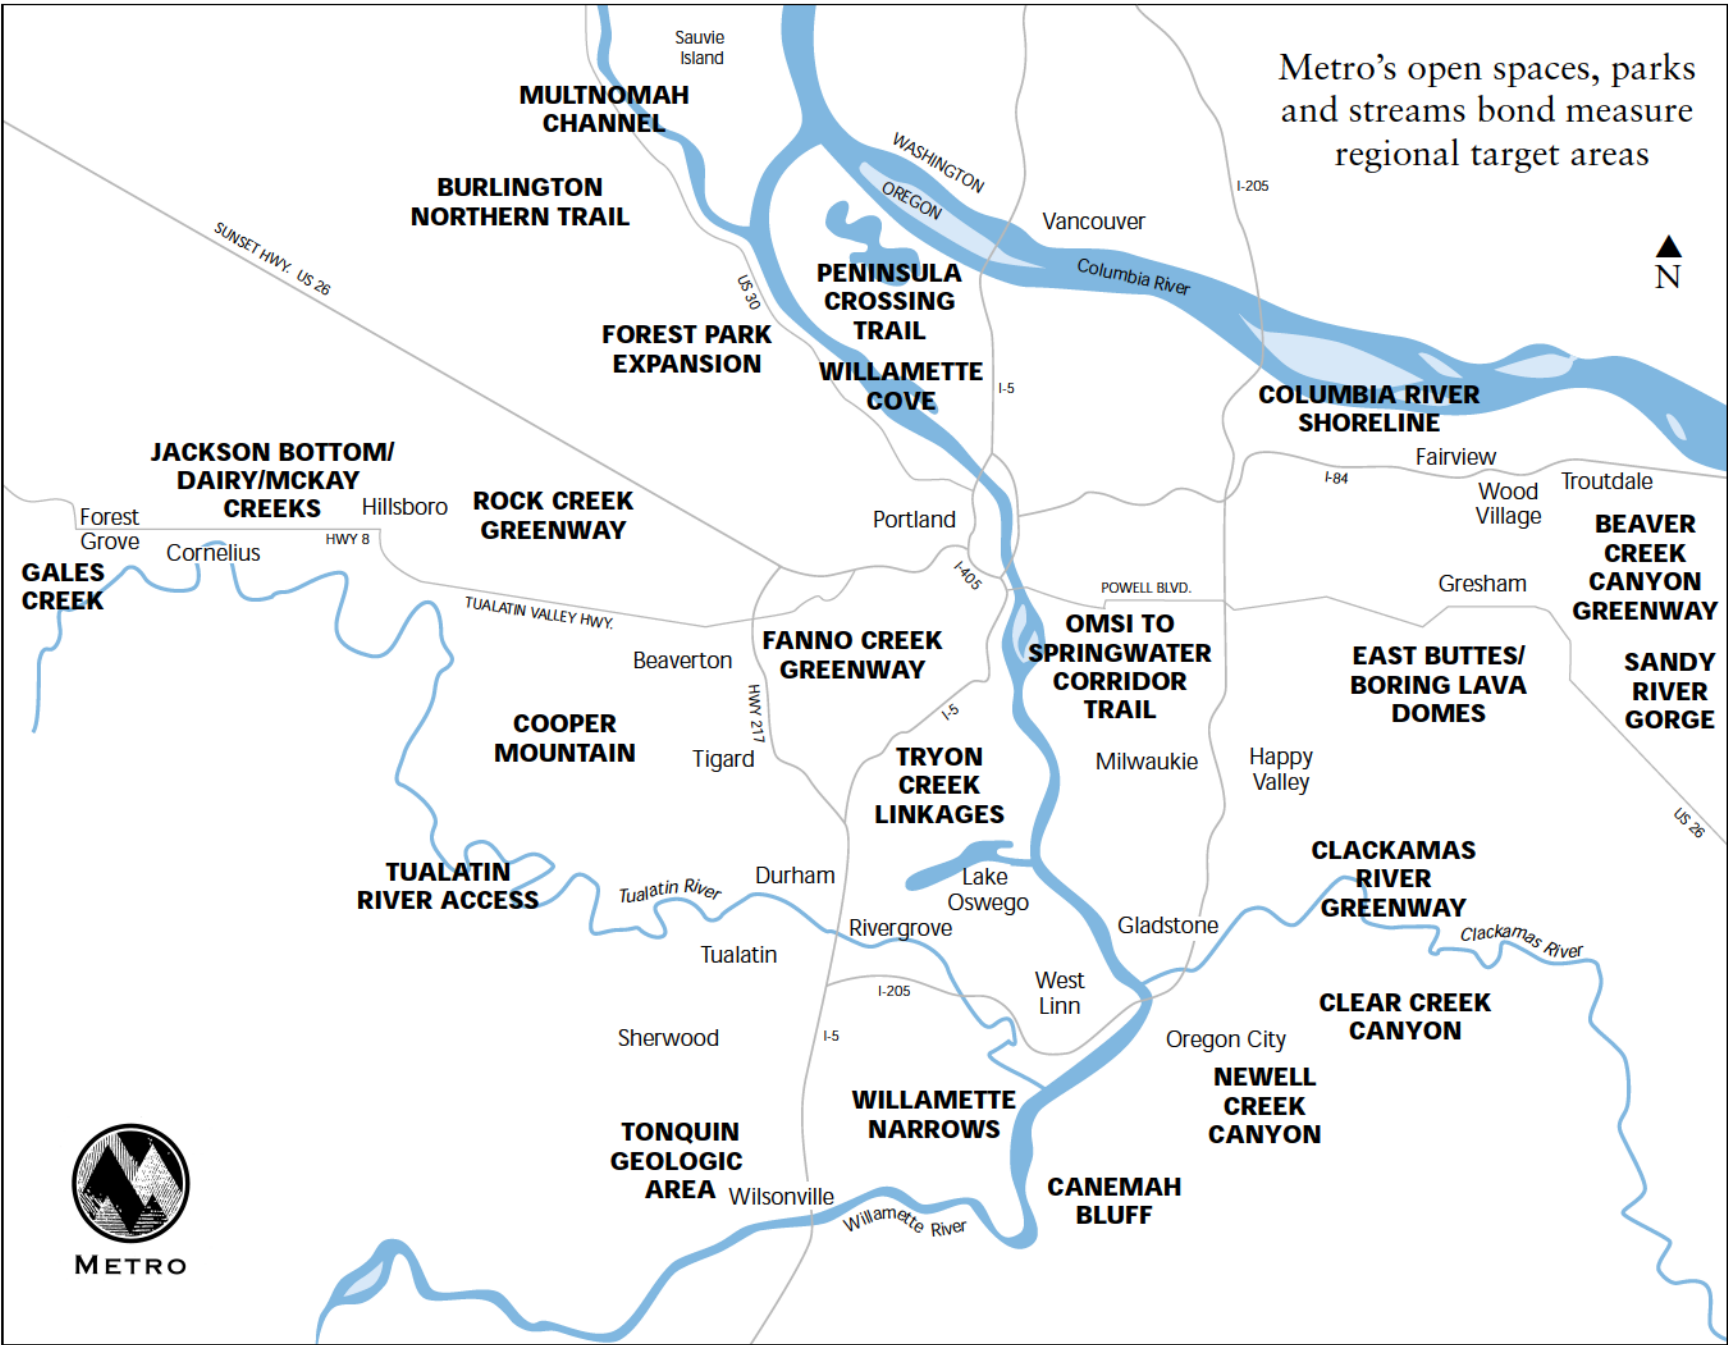 Metro’s open spaces, parks
and streams bond measure
regional target areas
N
Sauvie
Island
MULTNOMAH
CHANNEL
BURLINGTON
NORTHERN TRAIL
SUNSET HWY. US 26
WASHINGTON
OREGON
I-205
Vancouver
Columbia River
US 30
PENINSULA
CROSSING
TRAIL
FOREST PARK
EXPANSION
WILLAMETTE
COVE
I-5
COLUMBIA RIVER
SHORELINE
Fairview
I-84
Wood
Village
Troutdale
JACKSON BOTTOM/
DAIRY/MCKAY
CREEKS
Hillsboro
ROCK CREEK
GREENWAY
Portland
Forest
Grove
Cornelius
HWY 8
GALES
CREEK
BEAVER
CREEK
CANYON
GREENWAY
I-405
POWELL BLVD.
Gresham
TUALATIN VALLEY HWY.
Beaverton
FANNO CREEK
GREENWAY
OMSI TO
SPRINGWATER
CORRIDOR
TRAIL
EAST BUTTES/
BORING LAVA
DOMES
SANDY
RIVER
GORGE
HWY 217
I-5
COOPER
MOUNTAIN
Tigard
TRYON
CREEK
LINKAGES
Milwaukie
Happy
Valley
US 26
TUALATIN
RIVER ACCESS
Tualatin River
Durham
Lake
Oswego
CLACKAMAS
RIVER
GREENWAY
Clackamas River
Rivergrove
Gladstone
Tualatin
I-205
West
Linn
CLEAR CREEK
CANYON
Sherwood
I-5
Oregon City
NEWELL
CREEK
CANYON
WILLAMETTE
NARROWS
TONQUIN
GEOLOGIC
AREA
Wilsonville
Willamette River
CANEMAH
BLUFF
METRO